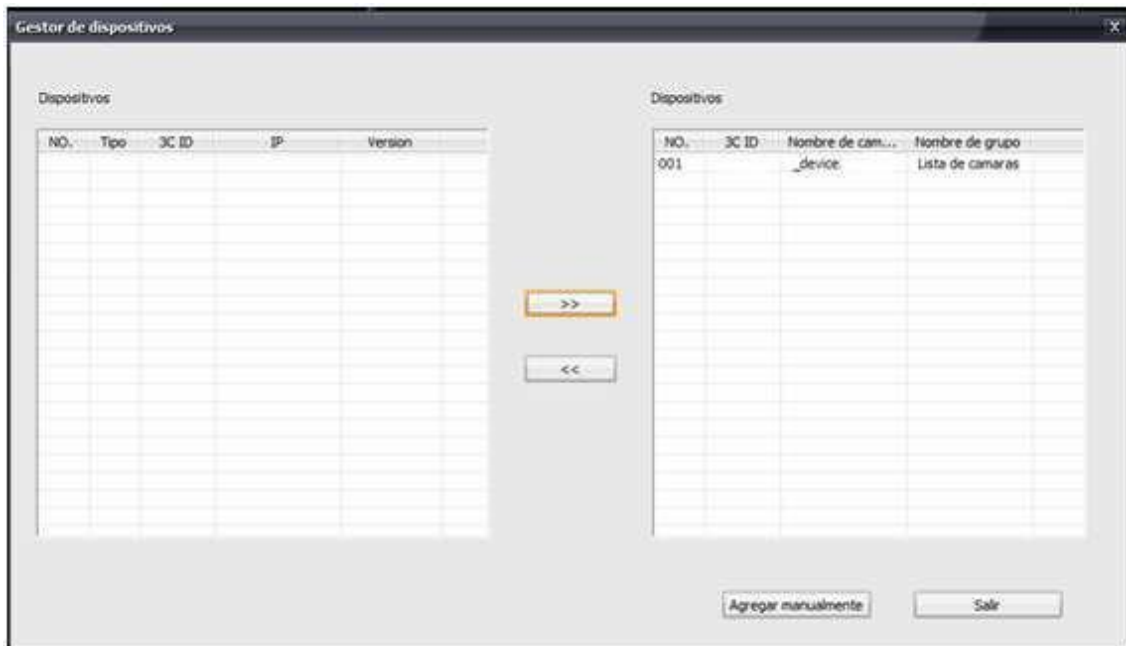 Gestor de dispositivos X
Dispositivos Dispositivos
NO. Tipo 3C ID IP Version NO. 3C ID Nombre de cam... Nombre de grupo
001 _device Lista de camaras
>>
<<
Agregar manualmente Salir